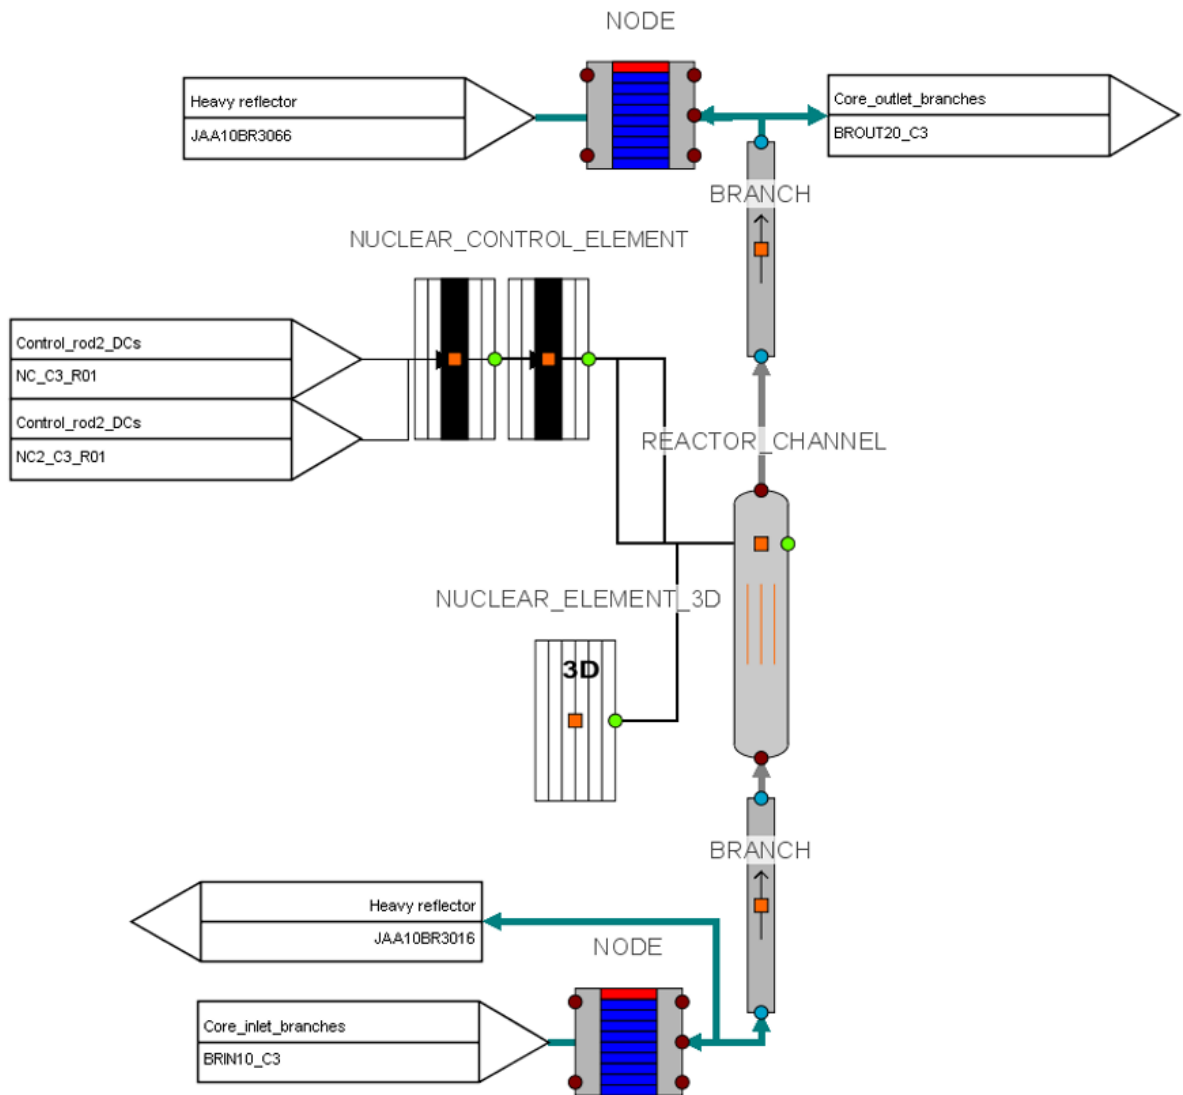 NODE
Heavy reflector
JAA10BR3066
Core_outlet_branches
BROUT20_C3
BRANCH
NUCLEAR_CONTROL_ELEMENT
Control_rod2_DCs
NC_C3_R01
Control_rod2_DCs
NC2_C3_R01
REACTOR_CHANNEL
NUCLEAR_ELEMENT_3D
3D
BRANCH
Heavy reflector
JAA10BR3016
NODE
Core_inlet_branches
BRIN10_C3